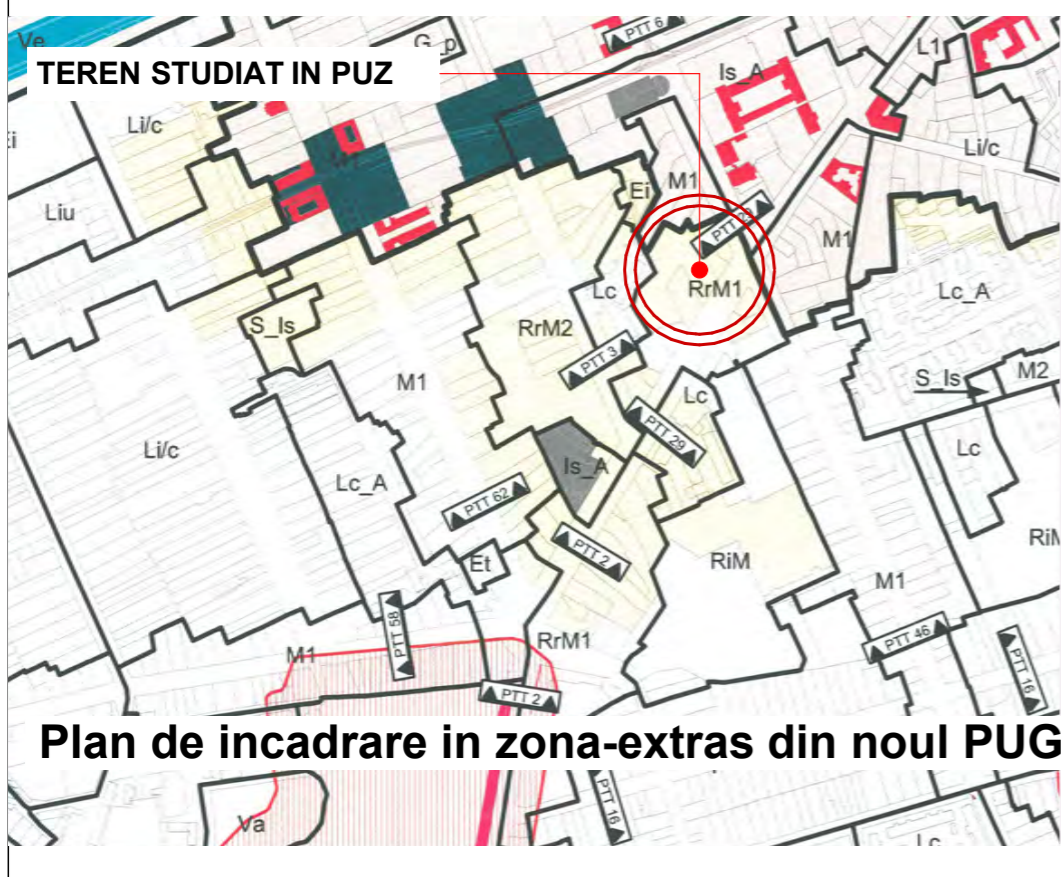 Ve
G_p
PTT 6
L1
TEREN STUDIAT IN PUZ
Is_A
Li/c
Ei
M1
Li/c
Liu
Ei
M1
M1
Lc
RrM1
Lc_A
S_Is
RrM2
PTT 3
M1
S_Is
M2
Lc
Li/c
PTT 29
Lc
Lc_A
Is_A
PTT 62
PTT 2
Et
RiM
M1
PTT 58
RrM1
PTT 46
M1
PTT 16
PTT 2
Plan de incadrare in zona-extras din noul PUG
Va
PTT 16
Lc